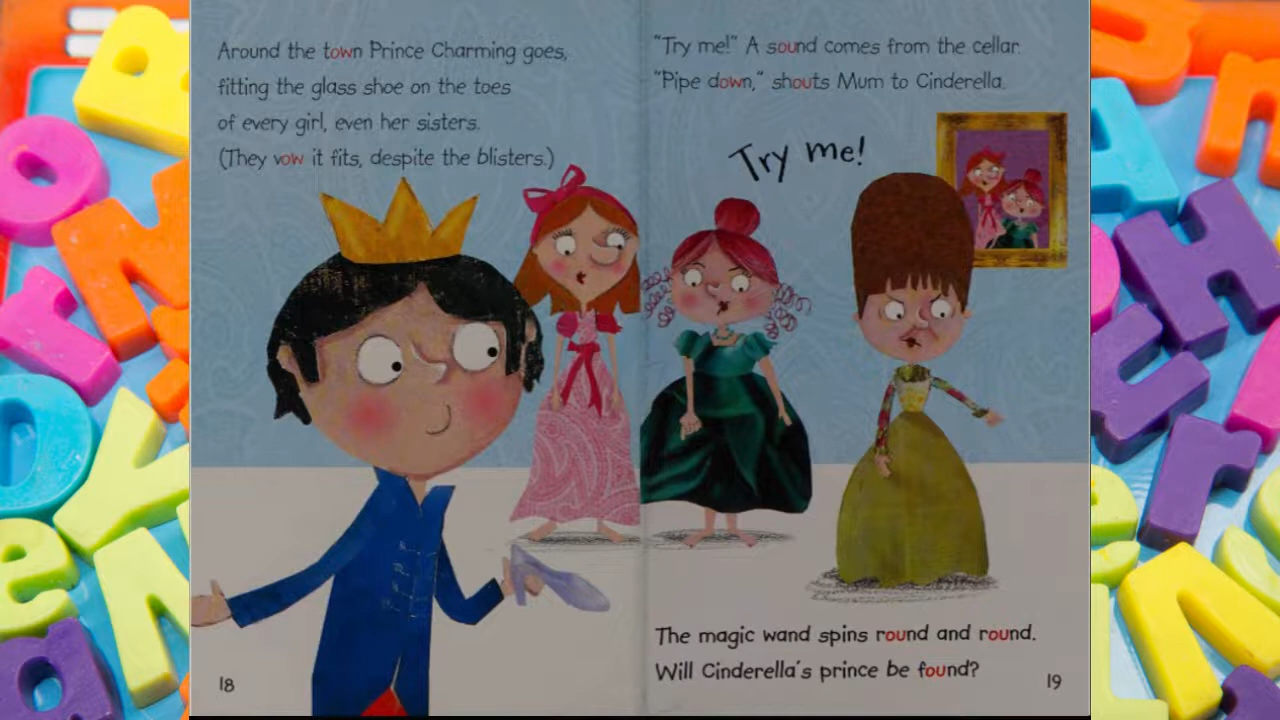 Around the town Prince Charming goes,
fitting the glass shoe on the toes
of every girl, even her sisters.
(They vow it fits, despite the blisters.)
18
"Try me!" A sound comes from the cellar.
"Pipe down," shouts Mum to Cinderella.
Try me!
The magic wand spins round and round.
Will Cinderella's prince be found?
19